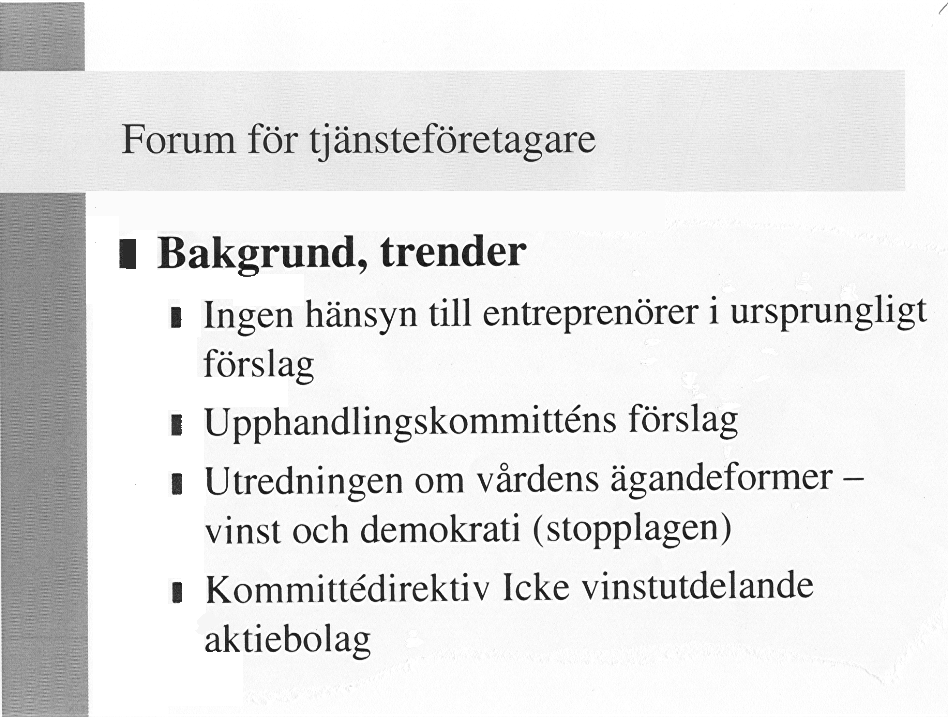 Forum för tjänsteföretagare
Bakgrund, trender
Ingen hänsyn till entreprenörer i ursprungligt
förslag
Upphandlingskommitténs förslag
Utredningen om vårdens ägandeformer –
vinst och demokrati (stopplagen)
Kommittédirektiv Icke vinstutdelande
aktiebolag